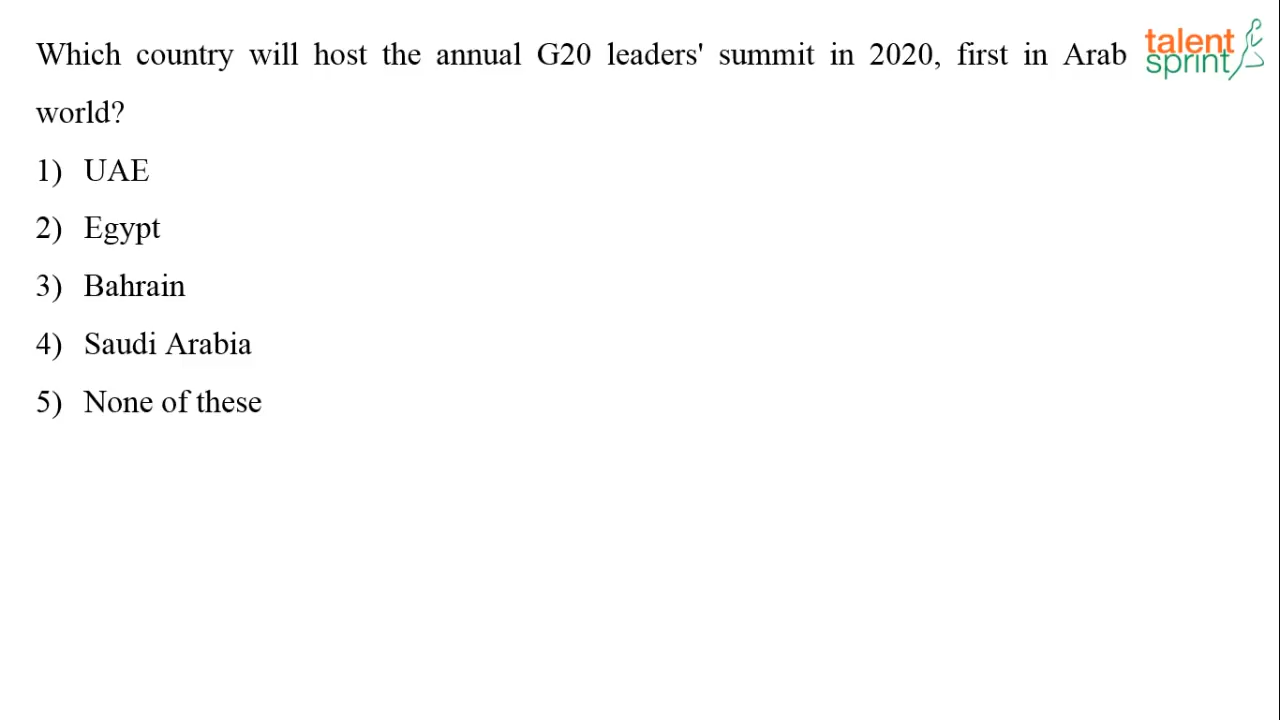 Which country will host the annual G20 leaders' summit in 2020, first in Arab
world?
1) UAE
2) Egypt
3) Bahrain
4) Saudi Arabia
5) None of these
talent
sprint